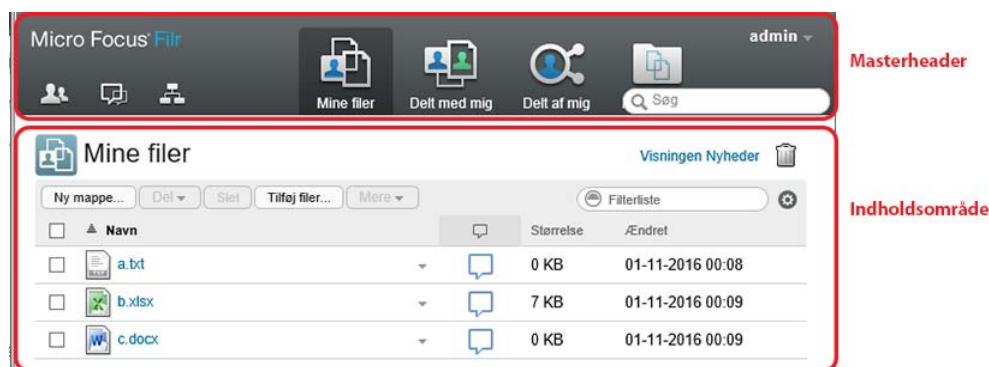 Micro Focus Filr
admin
Mine filer
Delt med mig
Delt af mig
Søg
Masterheader
Mine filer
Visningen Nyheder
Ny mappe...
Del
Slet
Tilføj filer...
Mere
Filterliste
Indholdsområde
Navn
Størrelse
Ændret
a.txt
0 KB
01-11-2016 00:08
b.xlsx
7 KB
01-11-2016 00:09
c.docx
0 KB
01-11-2016 00:09